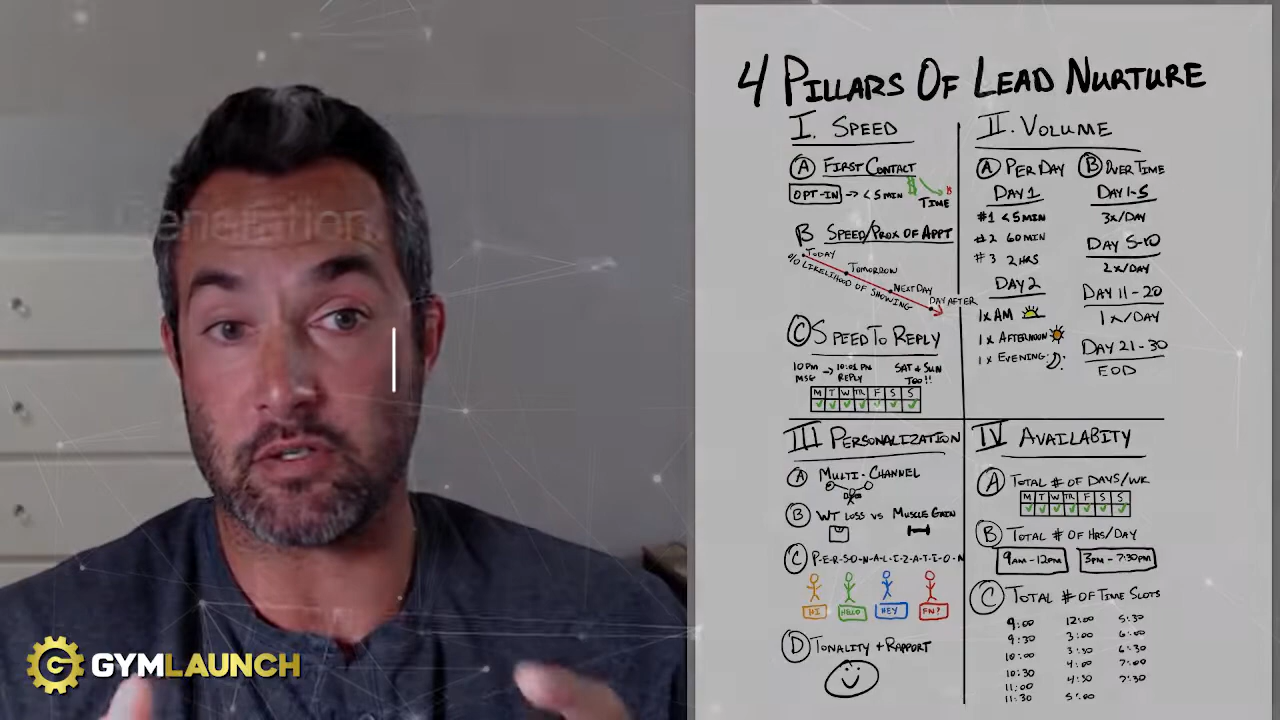 Generation
GYMLAUNCH
4 PILLARS OF LEAD NURTURE
I. SPEED
A FIRST CONTACT
OPT-IN → < 5 MIN
$ $
TIME
B SPEED/PROX OF APPT
TODAY
TOMORROW
NEXT DAY
DAY AFTER
% LIKELIHOOD OF SHOWING
C SPEED TO REPLY
10PM MSG → 10:01 PM REPLY
SAT + SUN TOO!!
M T W TR F S S
II. VOLUME
A PER DAY
DAY 1
#1 < 5 MIN
#2 60 MIN
#3 2 HRS
DAY 2
1X AM
1 X AFTERNOON
1 X EVENING
B OVER TIME
DAY 1-5
3X/DAY
DAY 5-10
2X/DAY
DAY 11-20
1X/DAY
DAY 21-30
EOD
III PERSONALIZATION
A MULTI-CHANNEL
B WT LOSS VS MUSCLE GAIN
C P-E-R-S-O-N-A-L-I-Z-A-T-I-O-N
HI HELLO HEY FN?
D TONALITY + RAPPORT
IV AVAILABITY
A TOTAL # OF DAYS/WK
M T W TR F S S
B TOTAL # OF HRS/DAY
9AM-12PM 3PM-7:30PM
C TOTAL # OF TIME SLOTS
9:00 12:00 5:30
9:30 3:00 6:00
10:00 3:30 6:30
10:30 4:00 7:00
11:00 4:30 7:30
11:30 5:00